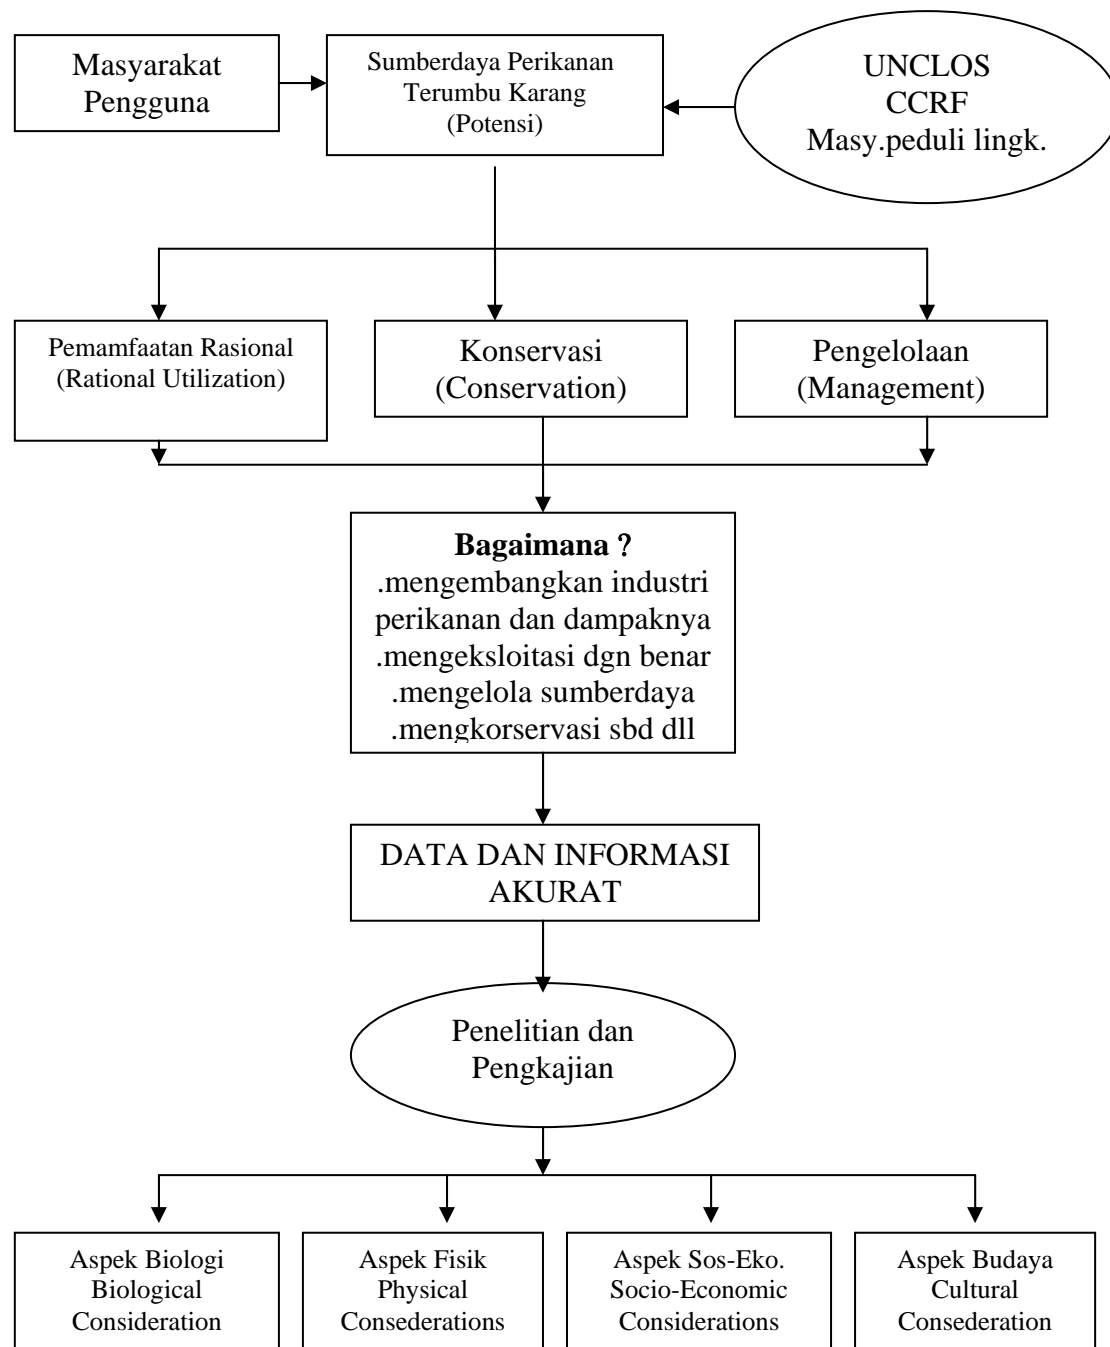 Masyarakat
Pengguna
Sumberdaya Perikanan
Terumbu Karang
(Potensi)
UNCLOS
CCRF
Masy.peduli lingk.
Pemamfaatan Rasional
(Rational Utilization)
Konservasi
(Conservation)
Pengelolaan
(Management)
Bagaimana ?
.mengembangkan industri
perikanan dan dampaknya
.mengeksloitasi dgn benar
.mengelola sumberdaya
.mengkorservasi sbd dll
DATA DAN INFORMASI
AKURAT
Penelitian dan
Pengkajian
Aspek Biologi
Biological
Consideration
Aspek Fisik
Physical
Consederations
Aspek Sos-Eko.
Socio-Economic
Considerations
Aspek Budaya
Cultural
Consederation